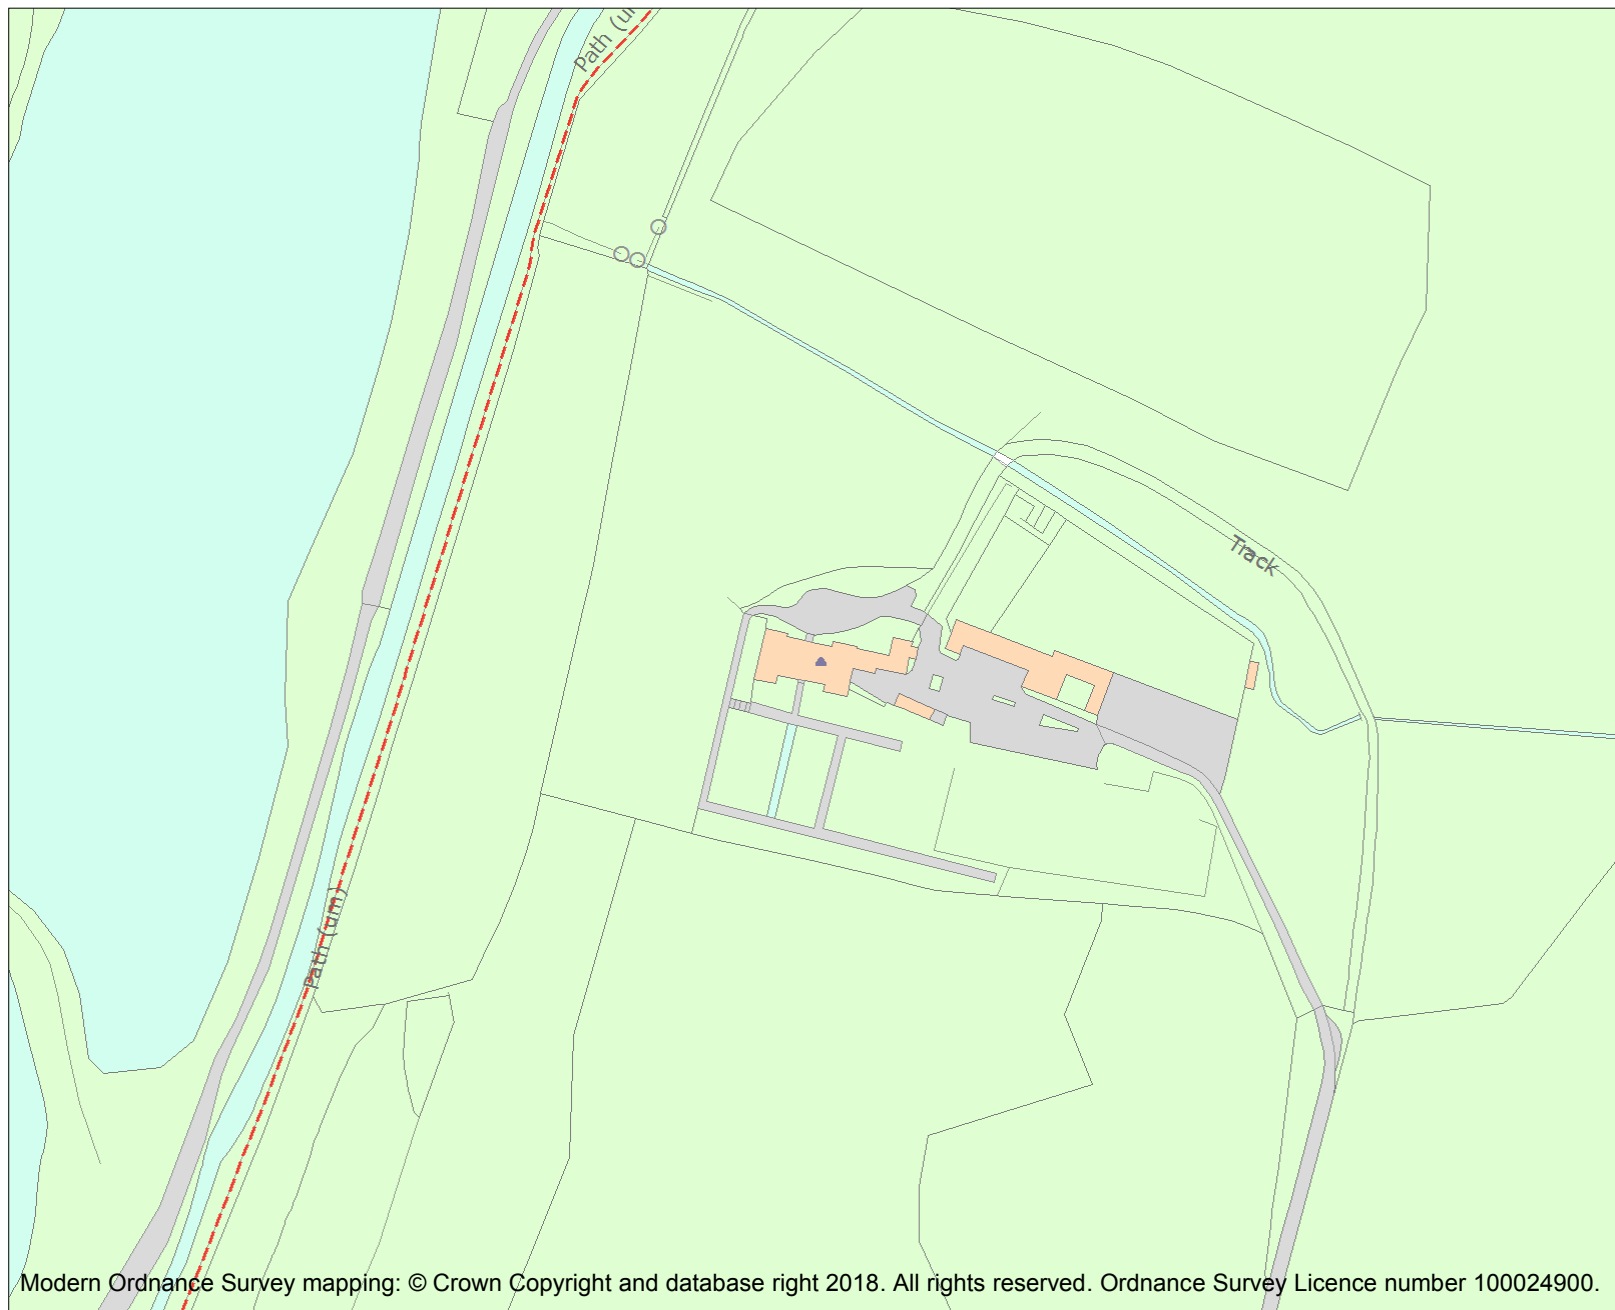 Path (u
Track
Path (um)
Modern Ordnance Survey mapping: © Crown Copyright and database right 2018. All rights reserved. Ordnance Survey Licence number 100024900.